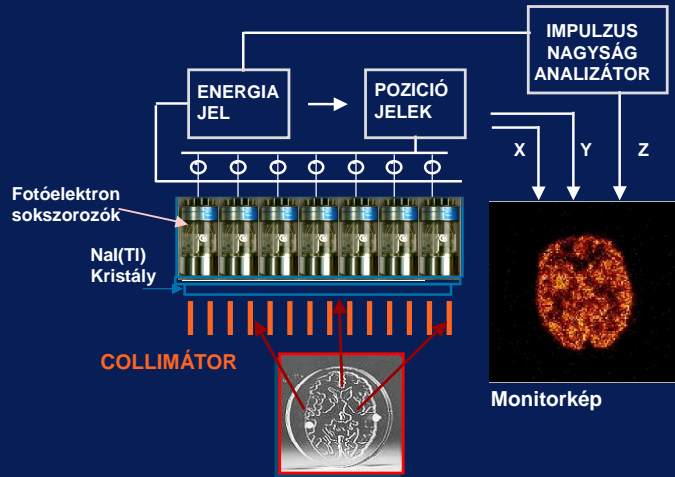 IMPULZUS
NAGYSÁG
ANALIZÁTOR
ENERGIA
JEL
POZICIÓ
JELEK
X
Y
Z
Fotóelektron
sokszorozók
NaI(Tl)
Kristály
COLLIMÁTOR
Monitorkép